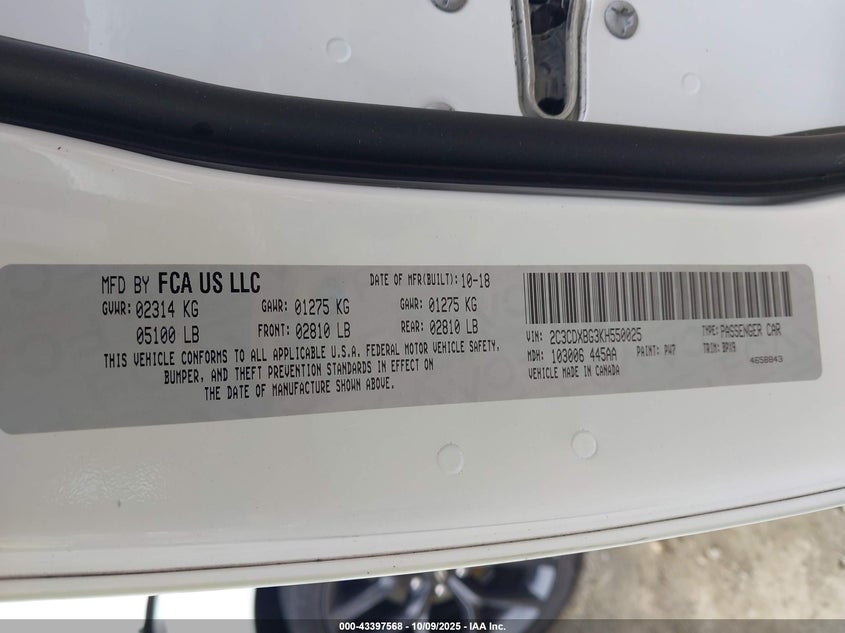 MFD BY FCA US LLC DATE OF MFR(BUILT): 10-18
GVWR: 02314 KG GAWR: 01275 KG GAWR: 01275 KG
05100 LB FRONT: 02810 LB REAR: 02810 LB
THIS VEHICLE CONFORMS TO ALL APPLICABLE U.S.A. FEDERAL MOTOR VEHICLE SAFETY,
BUMPER, AND THEFT PREVENTION STANDARDS IN EFFECT ON
THE DATE OF MANUFACTURE SHOWN ABOVE.
VIN: 2C3CDXBG3KH550025 TYPE: PASSENGER CAR
MDH: 103006 445AA PAINT: PW7 TRIM: BPX9
VEHICLE MADE IN CANADA 4658843
000-43397568 | 10/09/2025 - IAA Inc.